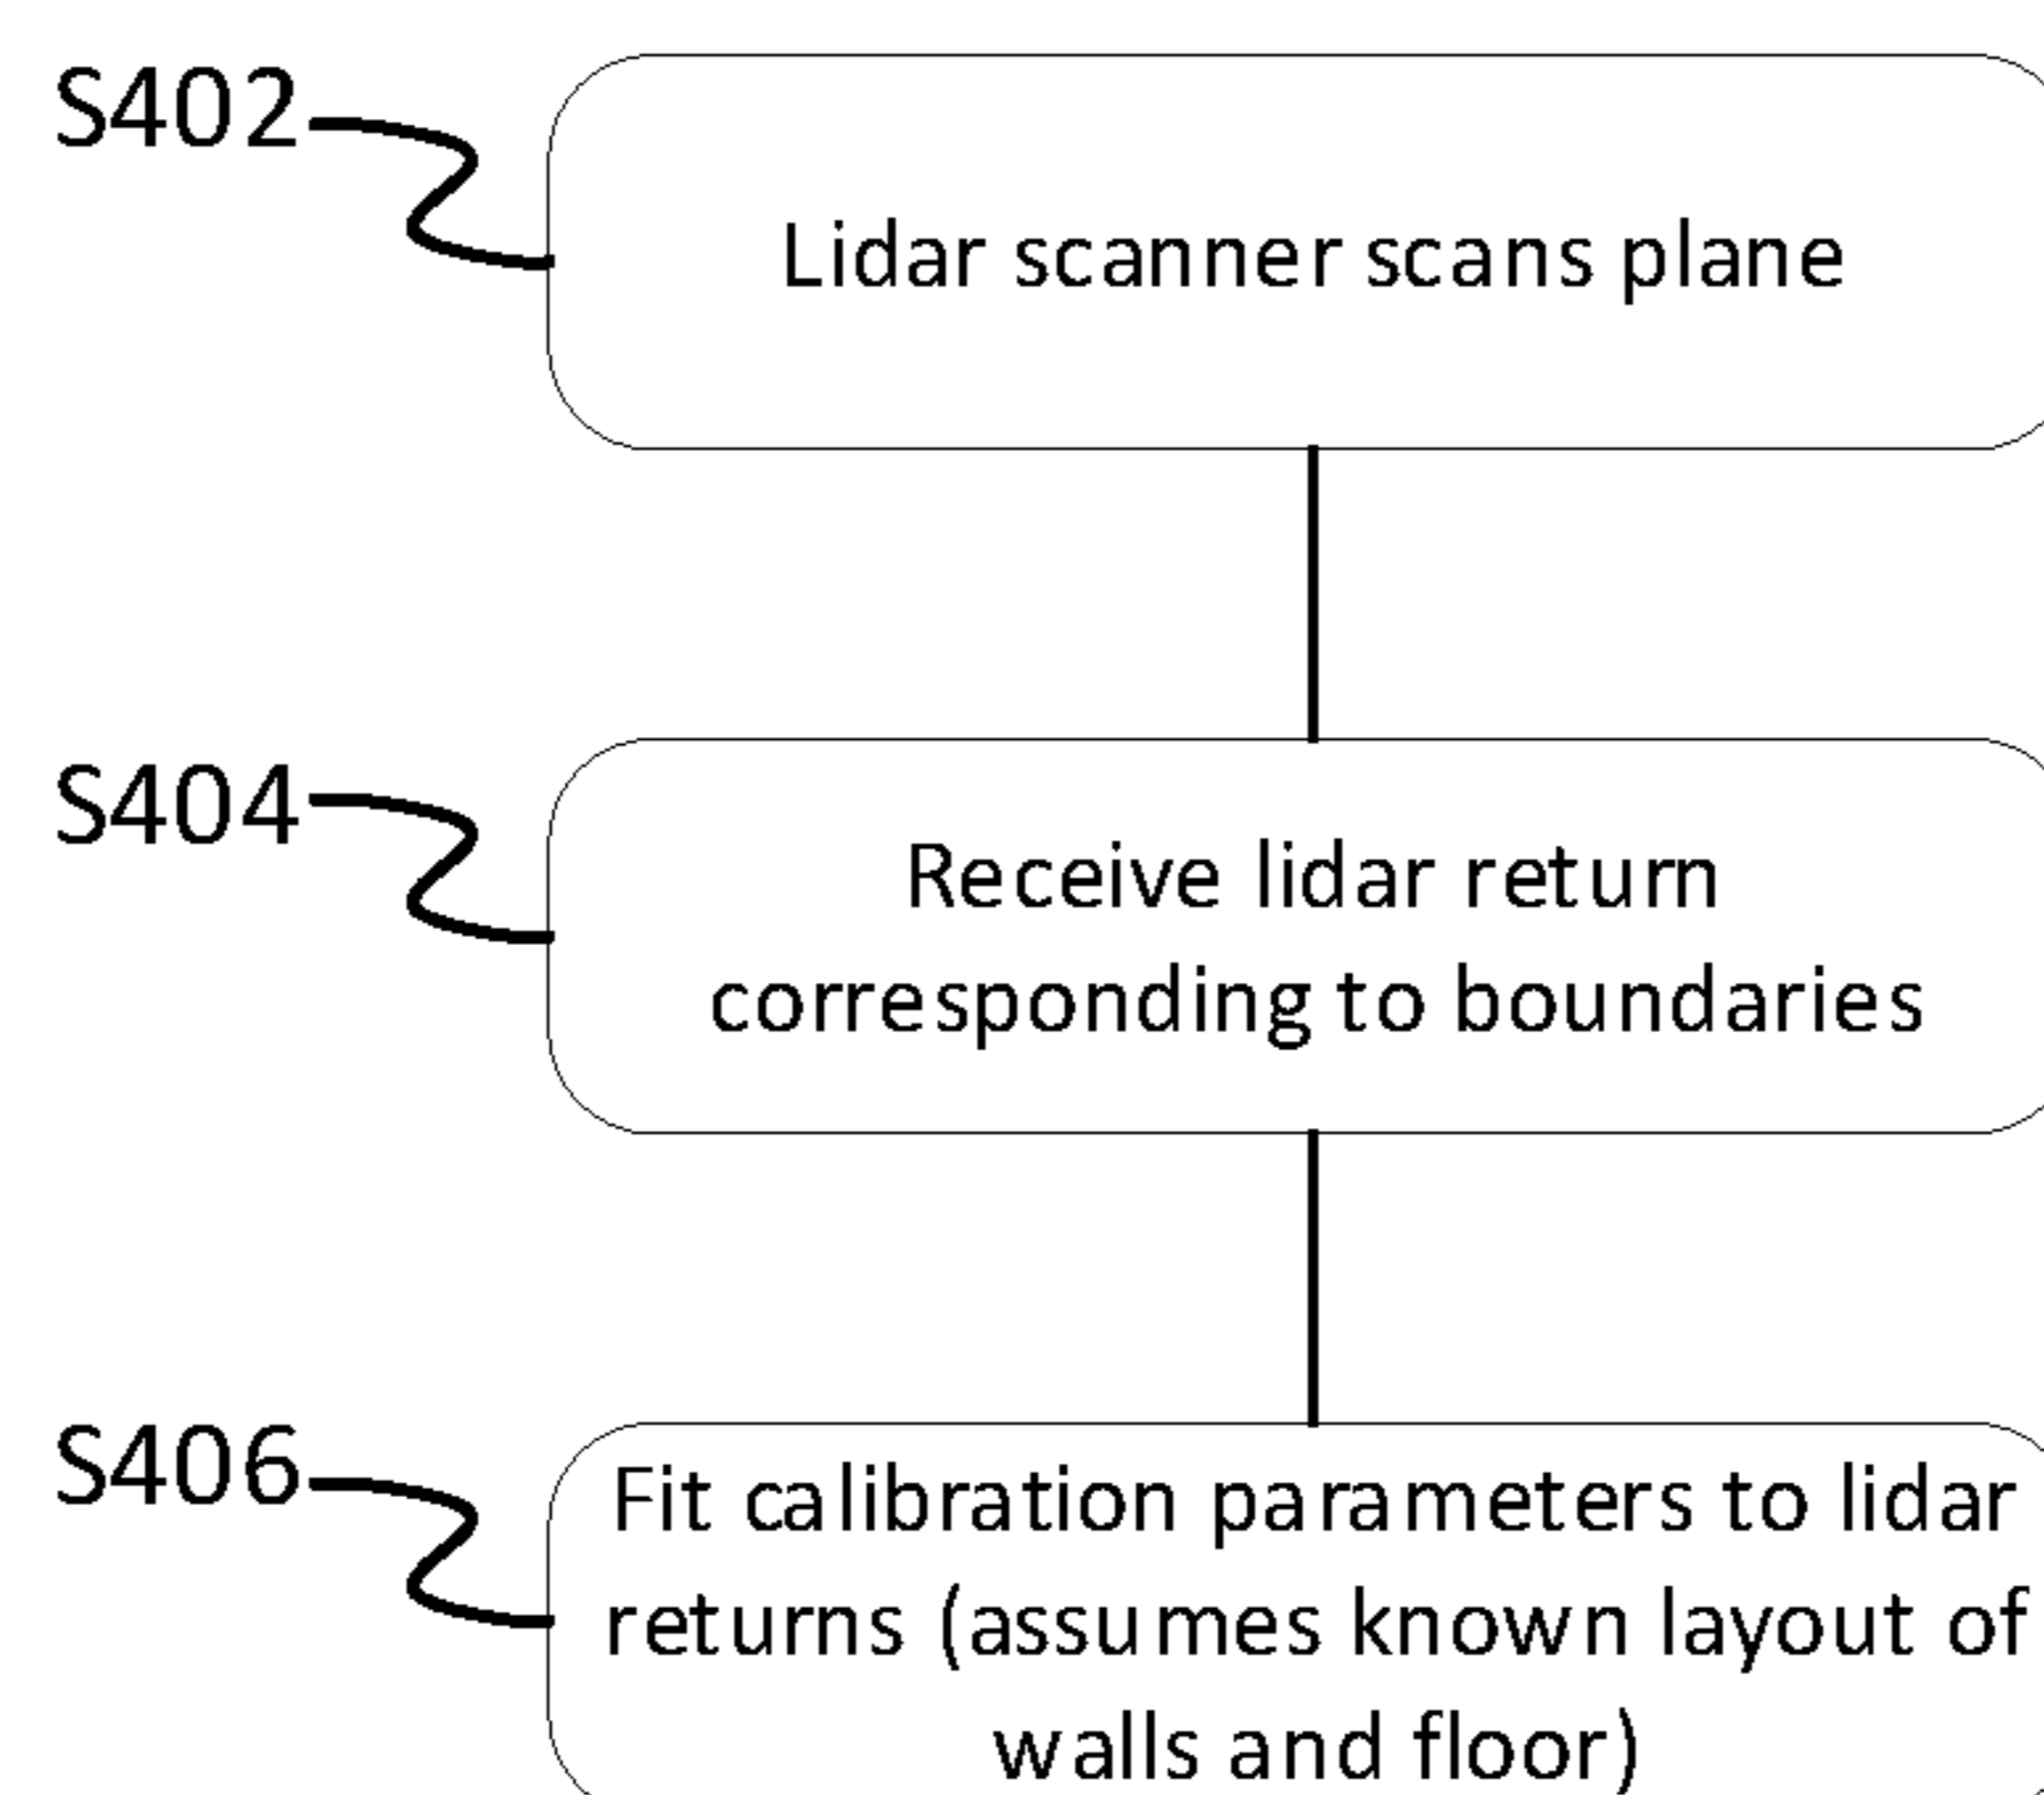 S402
Lidar scanner scans plane
S404
Receive lidar return
corresponding to boundaries
S406
Fit calibration parameters to lidar
returns (assumes known layout of
walls and floor)